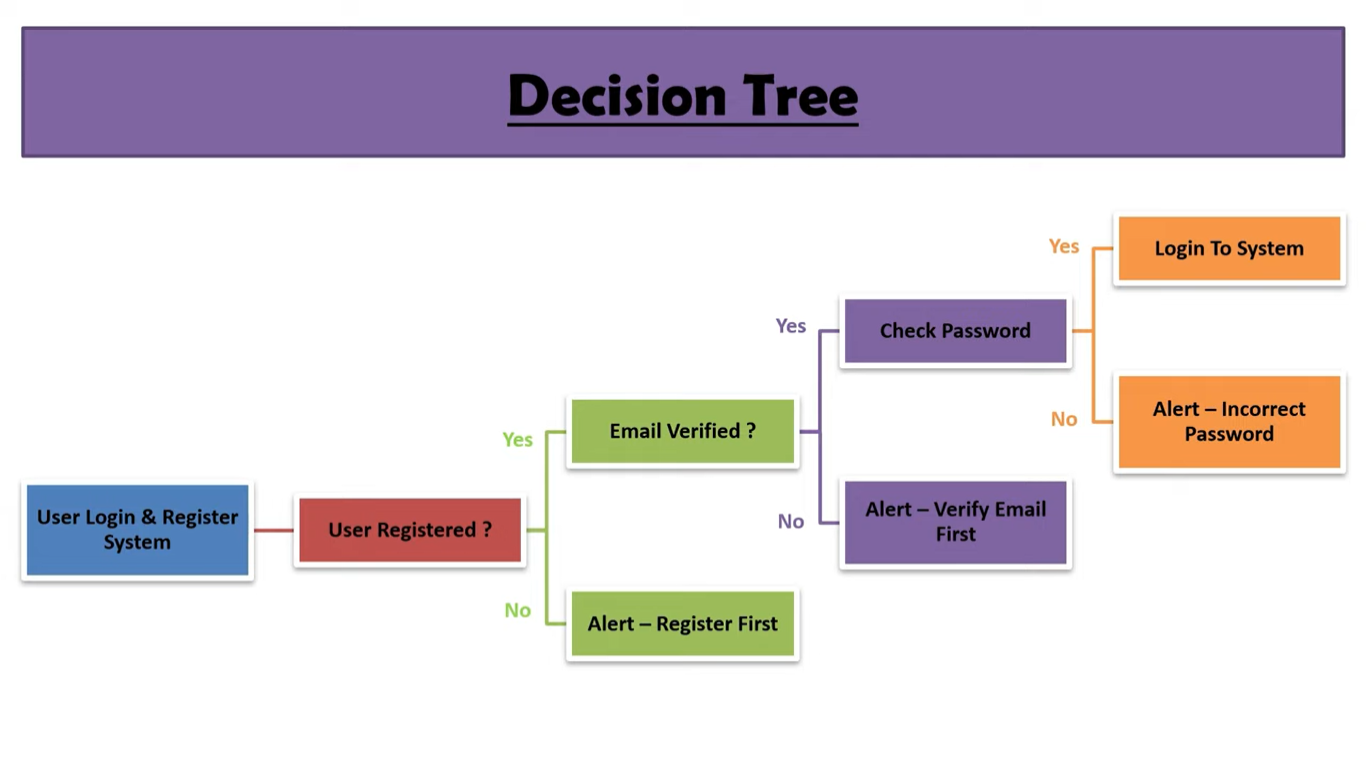 Decision Tree
Yes
Login To System
Yes
Check Password
No
Alert – Incorrect
Password
Yes
Email Verified ?
No
Alert – Verify Email
First
User Login & Register
System
User Registered ?
No
Alert – Register First